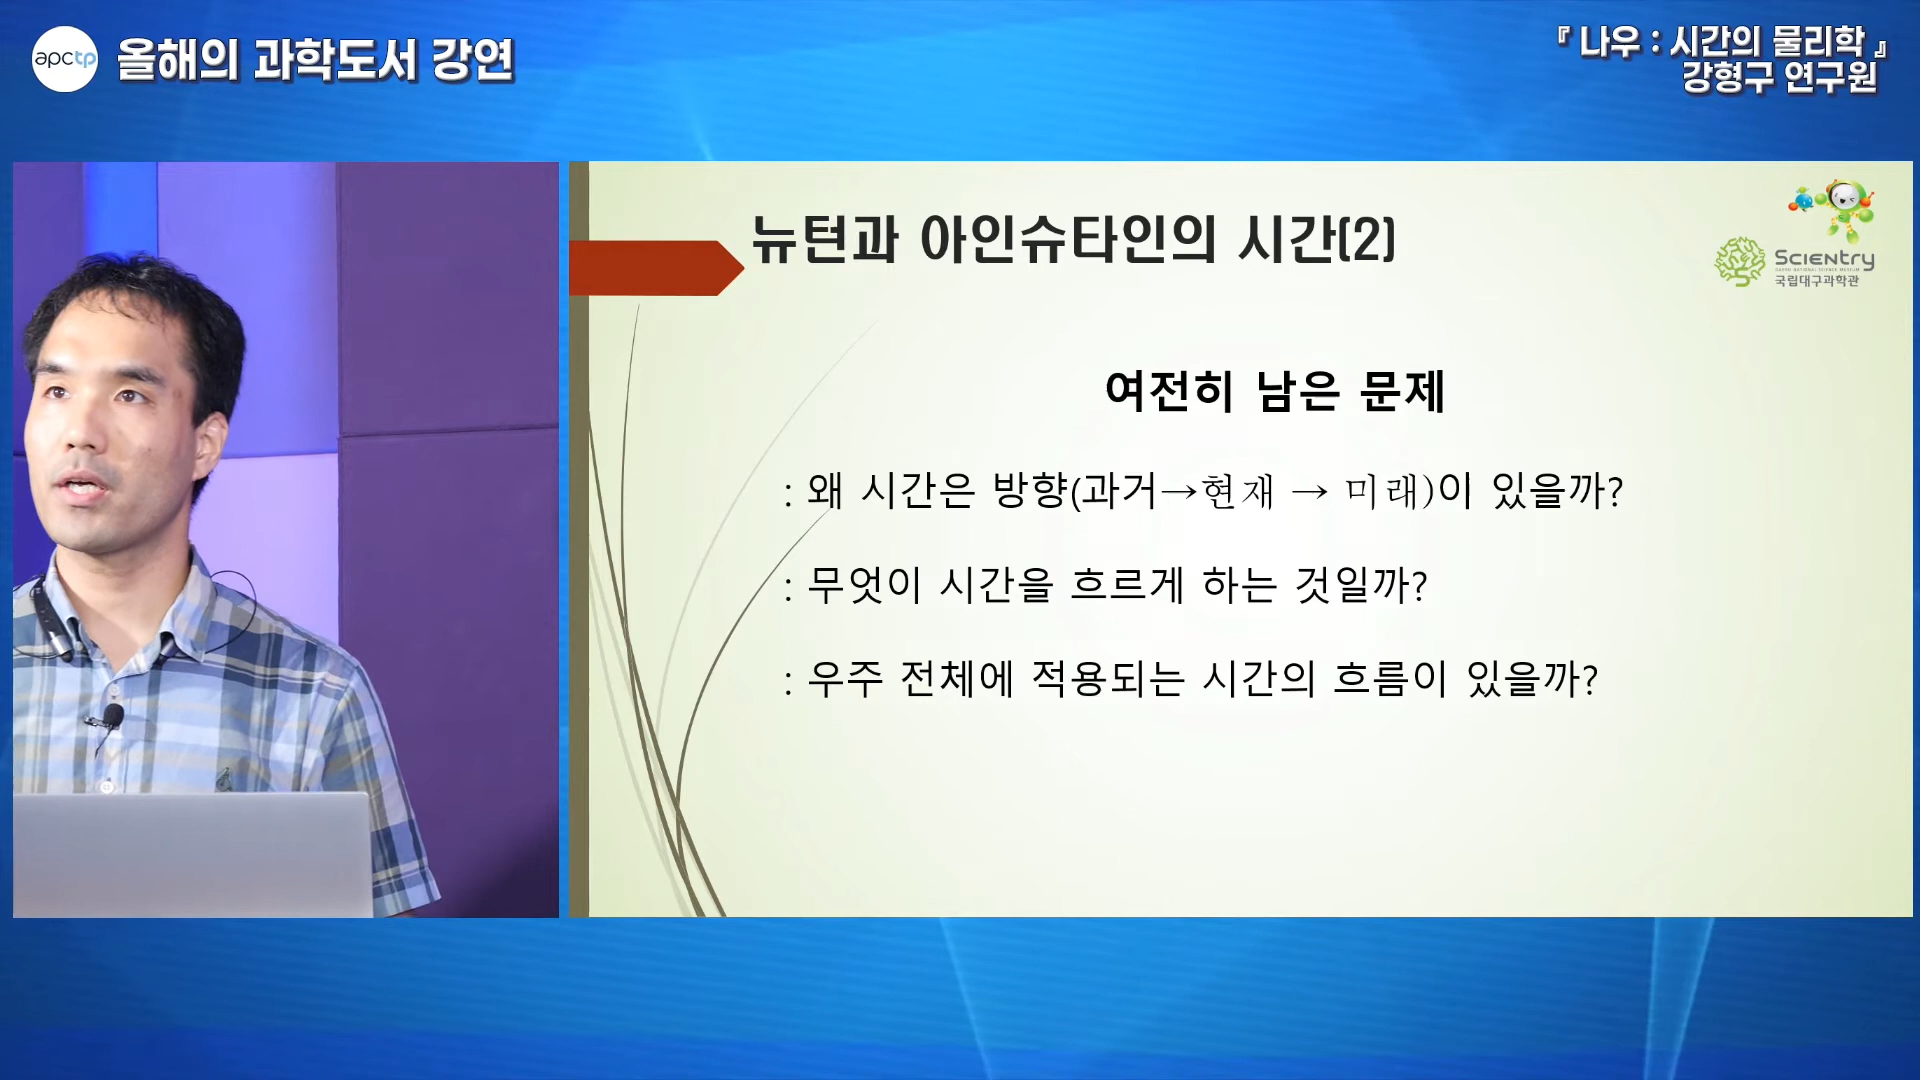 apctp 올해의 과학도서 강연
『 나우 : 시간의 물리학 』
강형구 연구원
뉴턴과 아인슈타인의 시간(2)
Scientry
DAEGU NATIONAL SCIENCE MUSEUM
국립대구과학관
여전히 남은 문제
: 왜 시간은 방향(과거→현재 → 미래)이 있을까?
: 무엇이 시간을 흐르게 하는 것일까?
: 우주 전체에 적용되는 시간의 흐름이 있을까?